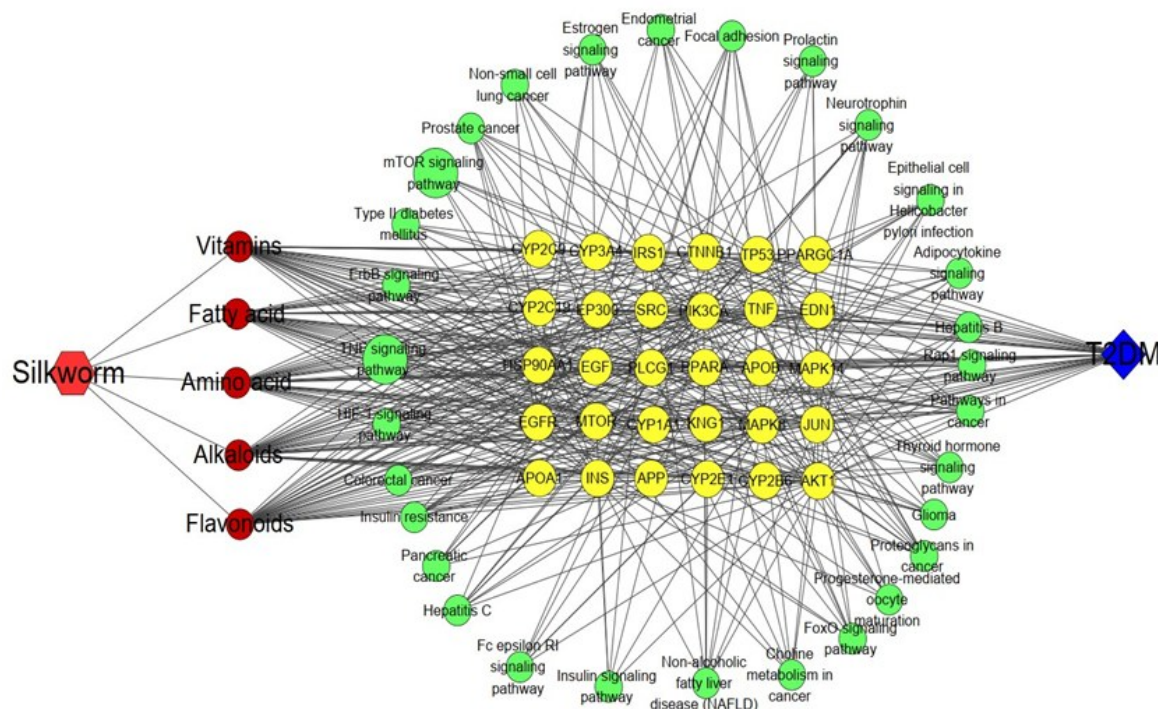 Endometrial
cancer
Estrogen
signaling
pathway
Focal adhesion
Prolactin
signaling
pathway
Non-small cell
lung cancer
Neurotrophin
signaling
pathway
Prostate cancer
mTOR signaling
pathway
Epithelial cell
signaling in
Helicobacter
pylori infection
Type II diabetes
mellitus
Adipocytokine
signaling
pathway
ErbB signaling
pathway
Hepatitis B
TNF signaling
pathway
Rap1 signaling
pathway
HIF-1 signaling
pathway
Pathways in
cancer
Colorectal cancer
Thyroid hormone
signaling
pathway
Insulin resistance
Glioma
Pancreatic
cancer
Proteoglycans in
cancer
Hepatitis C
Progesterone-mediated
oocyte
maturation
Fc epsilon RI
signaling
pathway
FoxO signaling
pathway
Insulin signaling
pathway
Non-alcoholic
fatty liver
disease (NAFLD)
Choline
metabolism in
cancer
Silkworm
Vitamins
Fatty acid
Amino acid
Alkaloids
Flavonoids
CYP2C9 CYP3A4 IRS1 CTNNB1 TP53 PPARGC1A
CYP2C19 EP300 SRC PIK3CA TNF EDN1
HSP90AA1 EGF PLCG1 PPARA APOB MAPK14
EGFR MTOR CYP1A1 KNG1 MAPK8 JUN
APOA1 INS APP CYP2E1 CYP2B6 AKT1
T2DM